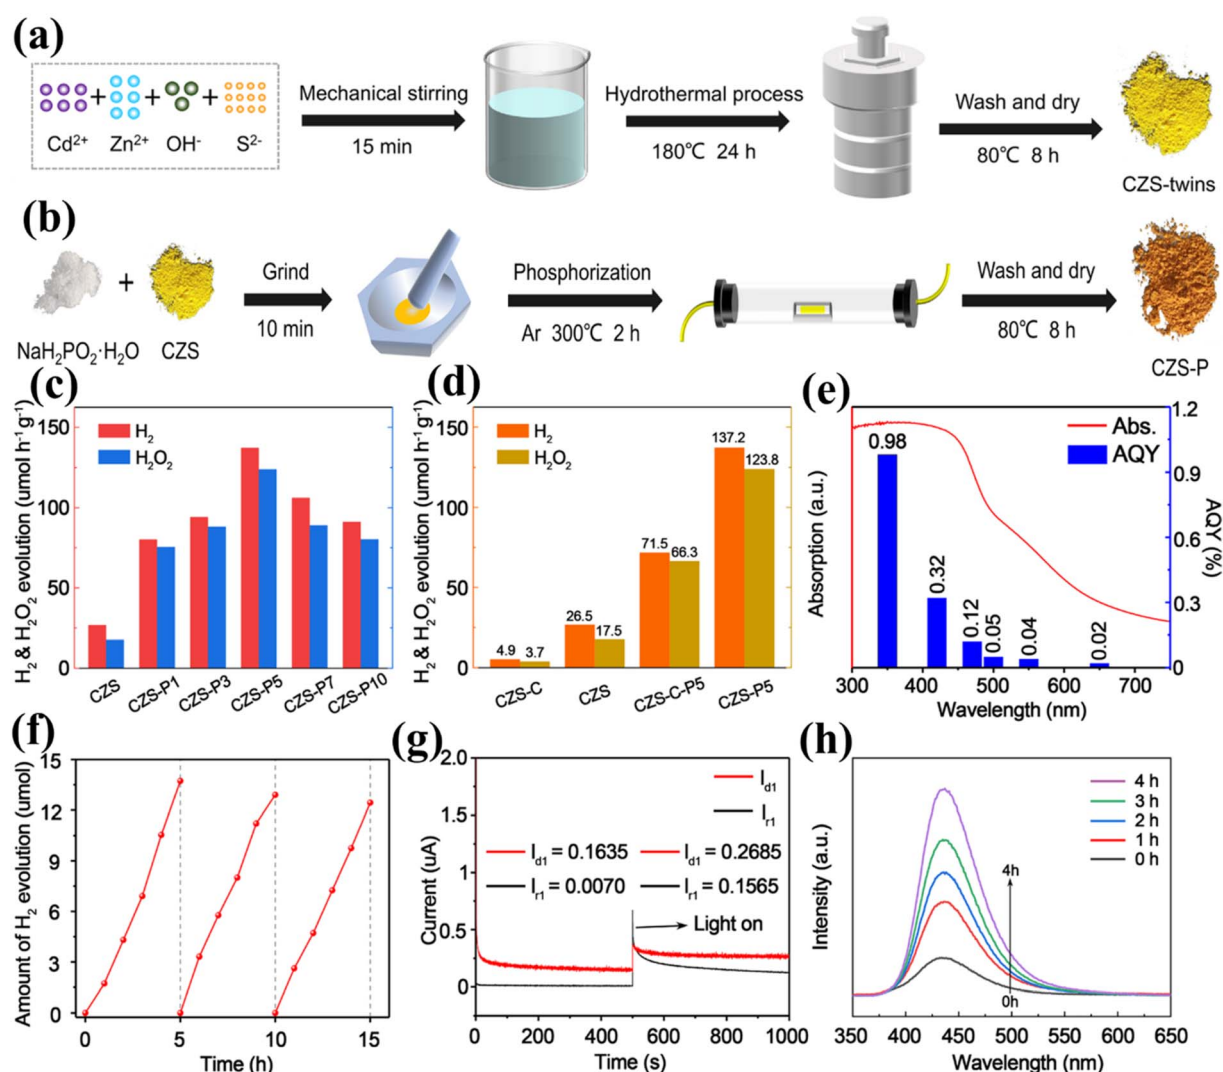 (a)
Cd²⁺ + Zn²⁺ + OH⁻ + S²⁻
Mechanical stirring
15 min
Hydrothermal process
180℃ 24 h
Wash and dry
80℃ 8 h
CZS-twins
(b)
NaH₂PO₂·H₂O + CZS
Grind
10 min
Phosphorization
Ar 300℃ 2 h
Wash and dry
80℃ 8 h
CZS-P
(c)
H₂ & H₂O₂ evolution (umol h⁻¹ g⁻¹)
150
100
50
0
H₂
H₂O₂
CZS CZS-P1 CZS-P3 CZS-P5 CZS-P7 CZS-P10
(d)
H₂ & H₂O₂ evolution (umol h⁻¹ g⁻¹)
150
100
50
0
H₂
H₂O₂
4.9 3.7 26.5 17.5 71.5 66.3 137.2 123.8
CZS-C CZS CZS-C-P5 CZS-P5
(e)
Absorption (a.u.)
Abs.
AQY
0.98 0.32 0.12 0.05 0.04 0.02
1.2
0.9
0.6
0.3
0
AQY (%)
300 400 500 600 700
Wavelength (nm)
(f)
Amount of H₂ evolution (umol)
15
12
9
6
3
0
0 5 10 15
Time (h)
(g)
Current (uA)
2.0
1.5
1
0.5
0
I_d1
I_r1
I_d1 = 0.1635 I_d1 = 0.2685
I_r1 = 0.0070 I_r1 = 0.1565
Light on
0 200 400 600 800 1000
Time (s)
(h)
Intensity (a.u.)
4 h
3 h
2 h
1 h
0 h
4h
0h
350 400 450 500 550 600 650
Wavelength (nm)